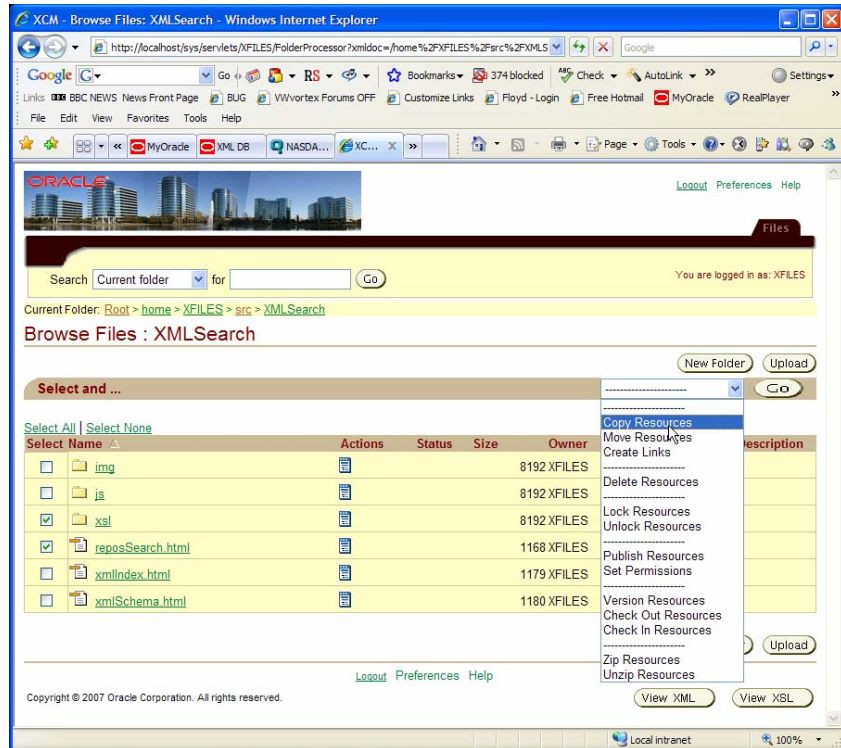 XCM - Browse Files: XMLSearch - Windows Internet Explorer
http://localhost/sys/servlets/XFILES/FolderProcessor?xmldoc=/home%2FXFILES%2Fsrc%2FXMLS
Google
Google G Go RS Bookmarks 374 blocked Check AutoLink » Settings
Links BBC NEWS News Front Page BUG VWvortex Forums OFF Customize Links Floyd - Login Free Hotmail MyOracle RealPlayer »
File Edit View Favorites Tools Help
« MyOracle XML DB NASDA... XC... X » Page Tools
ORACLE
Logout Preferences Help
Files
Search Current folder for Go
You are logged in as: XFILES
Current Folder: Root > home > XFILES > src > XMLSearch
Browse Files : XMLSearch
New Folder Upload
Select and ... ---------------------- Go
----------------------
Copy Resources
Move Resources
Create Links
----------------------
Delete Resources
----------------------
Lock Resources
Unlock Resources
----------------------
Publish Resources
Set Permissions
----------------------
Version Resources
Check Out Resources
Check In Resources
----------------------
Zip Resources
Unzip Resources
Select All | Select None
Select Name Actions Status Size Owner escription
img 8192 XFILES
js 8192 XFILES
xsl 8192 XFILES
reposSearch.html 1168 XFILES
xmlIndex.html 1179 XFILES
xmlSchema.html 1180 XFILES
Upload
Logout Preferences Help
Copyright © 2007 Oracle Corporation. All rights reserved.
View XML View XSL
Local intranet 100%